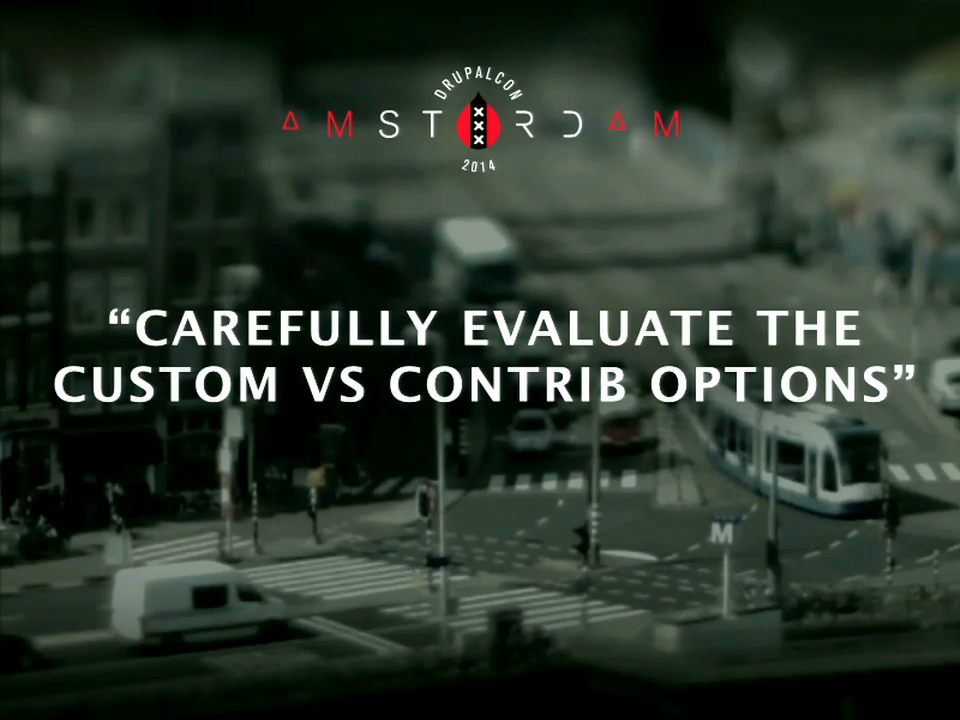 DRUPALCON
AMSTERDAM
2014
“CAREFULLY EVALUATE THE
CUSTOM VS CONTRIB OPTIONS”
M